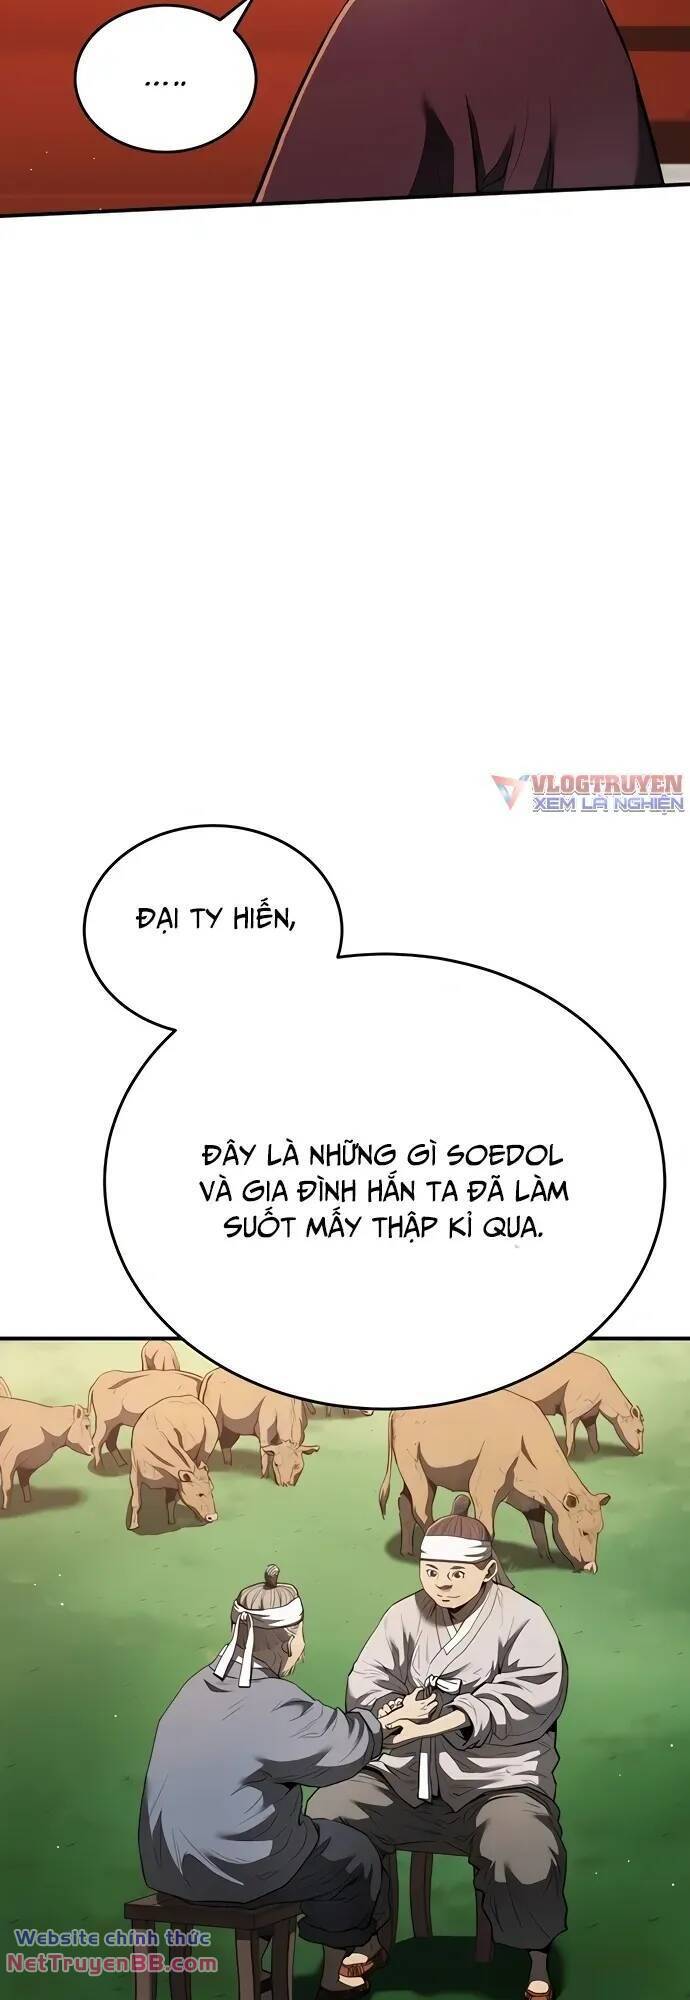 .....
VLOGTRUYEN
XEM LÀ NGHIỆN
ĐẠI TY HIẾN,
ĐÂY LÀ NHỮNG GÌ SOEDOL
VÀ GIA ĐÌNH HẮN TA ĐÃ LÀM
SUỐT MẤY THẬP KỈ QUA.
Website chính thức
NetTruyenBB.com